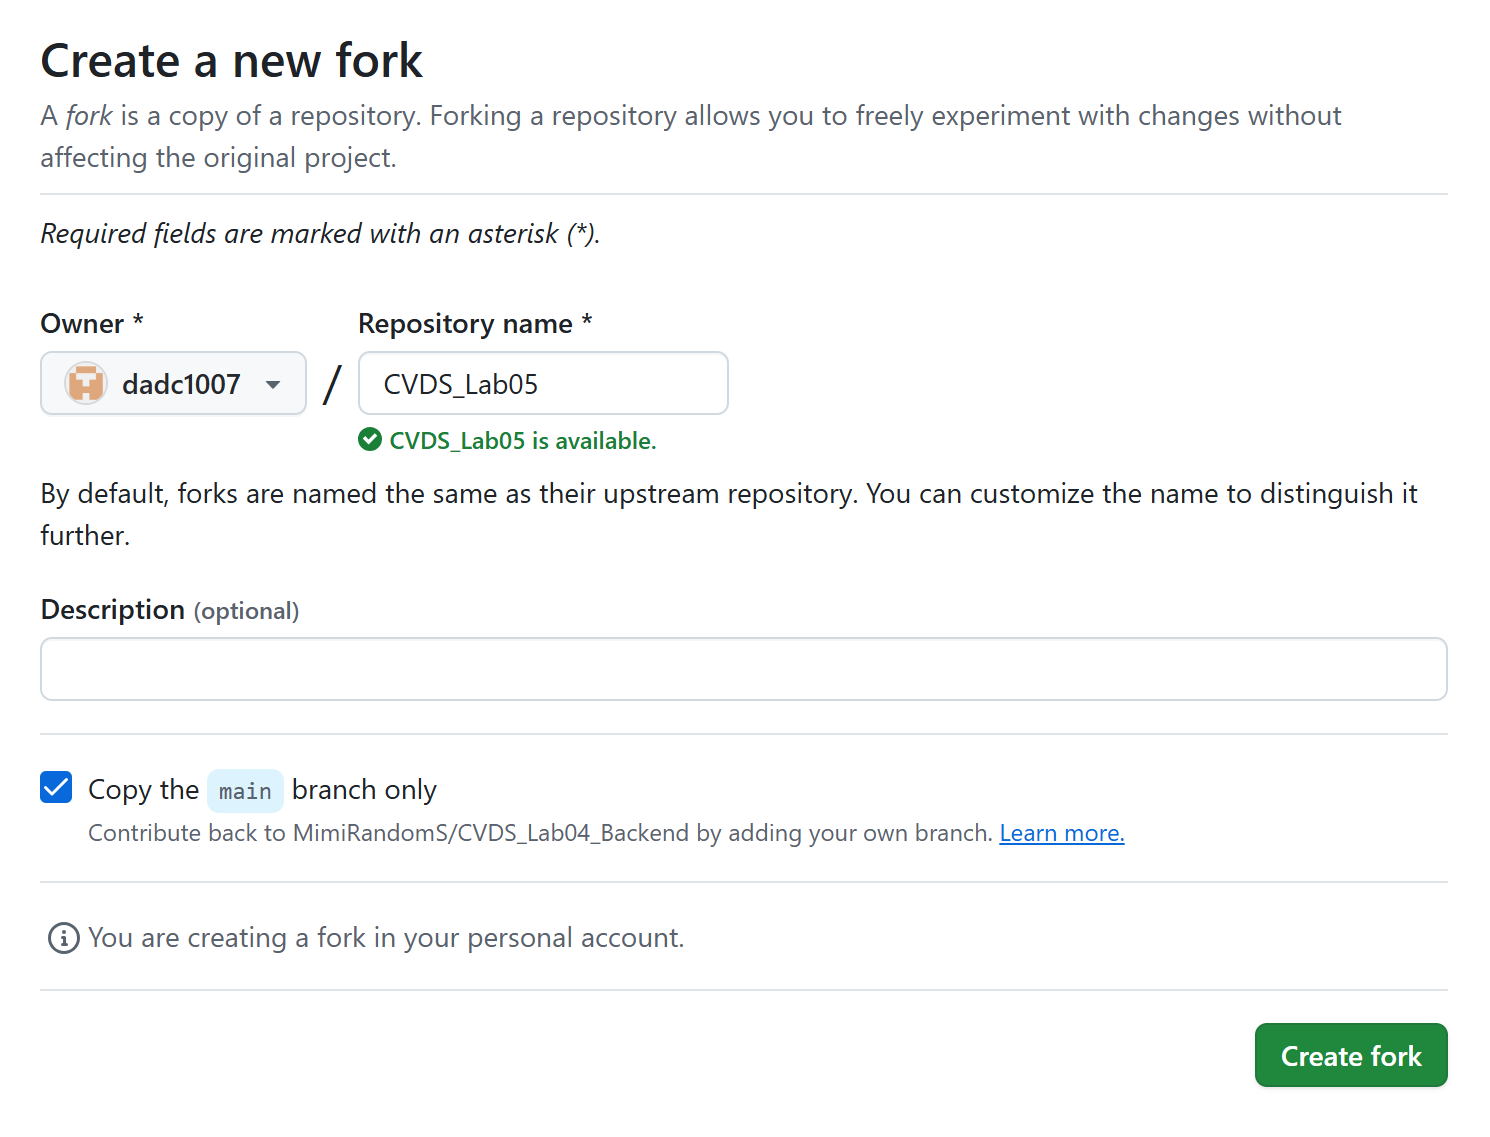 Create a new fork
A fork is a copy of a repository. Forking a repository allows you to freely experiment with changes without
affecting the original project.
Required fields are marked with an asterisk (*).
Owner *
Repository name *
dadc1007
/
CVDS_Lab05
CVDS_Lab05 is available.
By default, forks are named the same as their upstream repository. You can customize the name to distinguish it
further.
Description (optional)
Copy the main branch only
Contribute back to MimiRandomS/CVDS_Lab04_Backend by adding your own branch. Learn more.
You are creating a fork in your personal account.
Create fork